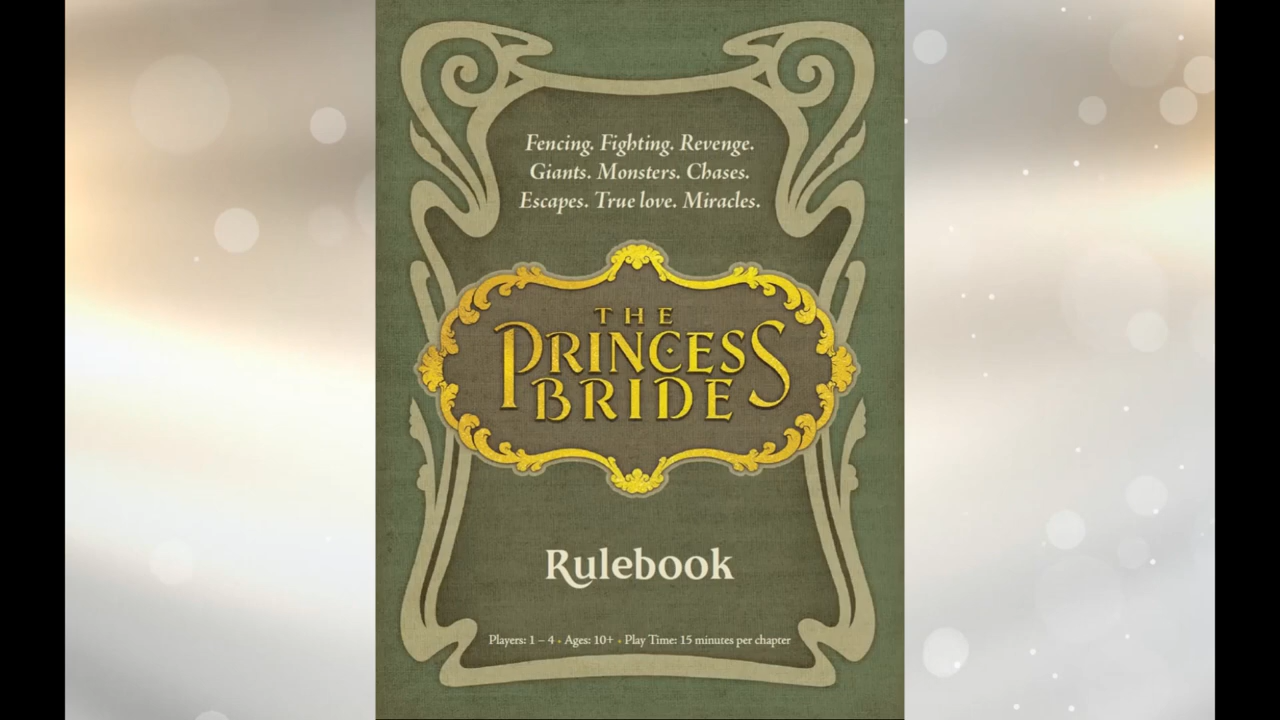 Fencing. Fighting. Revenge.
Giants. Monsters. Chases.
Escapes. True love. Miracles.
THE
PRINCESS
BRIDE
Rulebook
Players: 1 – 4 • Ages: 10+ • Play Time: 15 minutes per chapter